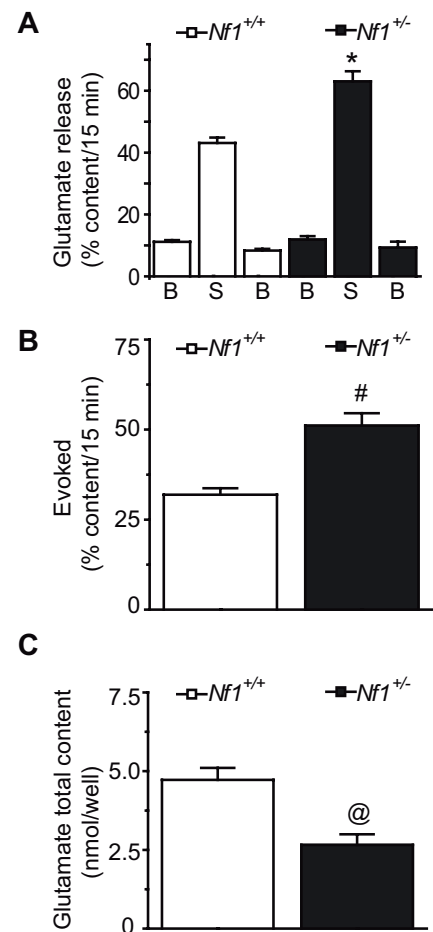 A
Nf1+/+ Nf1+/-
Glutamate release
(% content/15 min)
60
40
20
0
*
B S B B S B
B
Nf1+/+ Nf1+/-
Evoked
(% content/15 min)
75
50
25
0
#
C
Nf1+/+ Nf1+/-
Glutamate total content
(nmol/well)
7.5
5.0
2.5
0
@